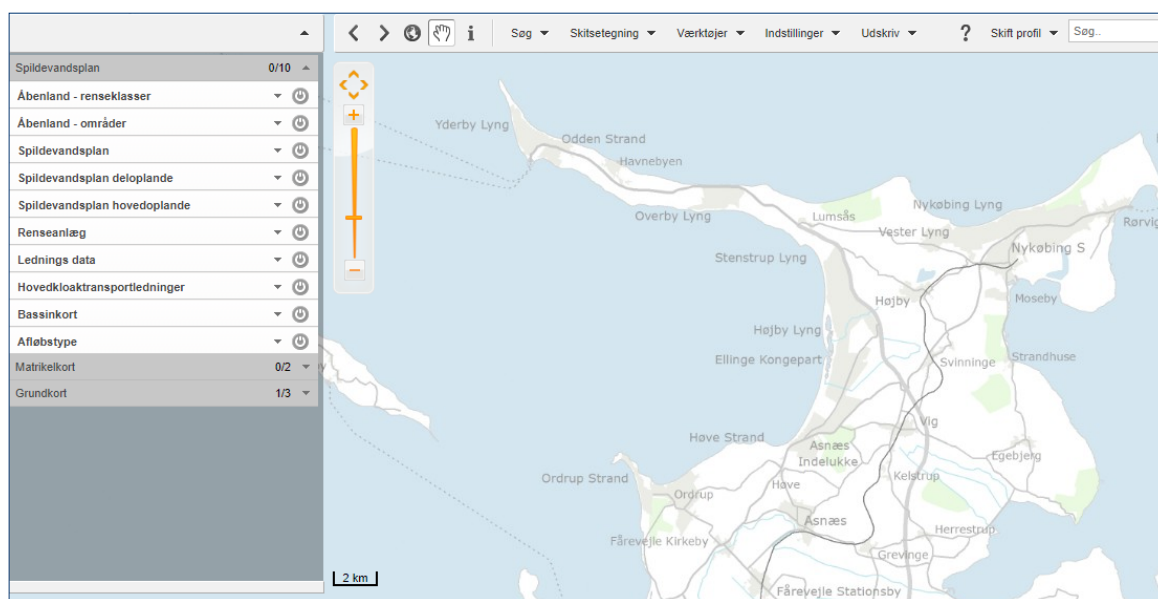 Søg Skitsetegning Værktøjer Indstillinger Udskriv ? Skift profil Søg..
Spildevandsplan 0/10
Åbenland - renseklasser
Åbenland - områder
Spildevandsplan
Spildevandsplan deloplande
Spildevandsplan hovedoplande
Renseanlæg
Lednings data
Hovedkloaktransportledninger
Bassinkort
Afløbstype
Matrikelkort 0/2
Grundkort 1/3
Yderby Lyng
Odden Strand
Havnebyen
Overby Lyng
Lumsås
Nykøbing Lyng
Vester Lyng
Rørvig
Nykøbing S
Stenstrup Lyng
Højby
Moseby
Højby Lyng
Ellinge Kongepart
Svinninge
Strandhuse
Vig
Høve Strand
Asnæs
Indelukke
Egebjerg
Ordrup Strand
Ordrup
Høve
Kelstrup
Asnæs
Herrestrup
Fårevejle Kirkeby
Grevinge
2 km
Fårevejle Stationsby